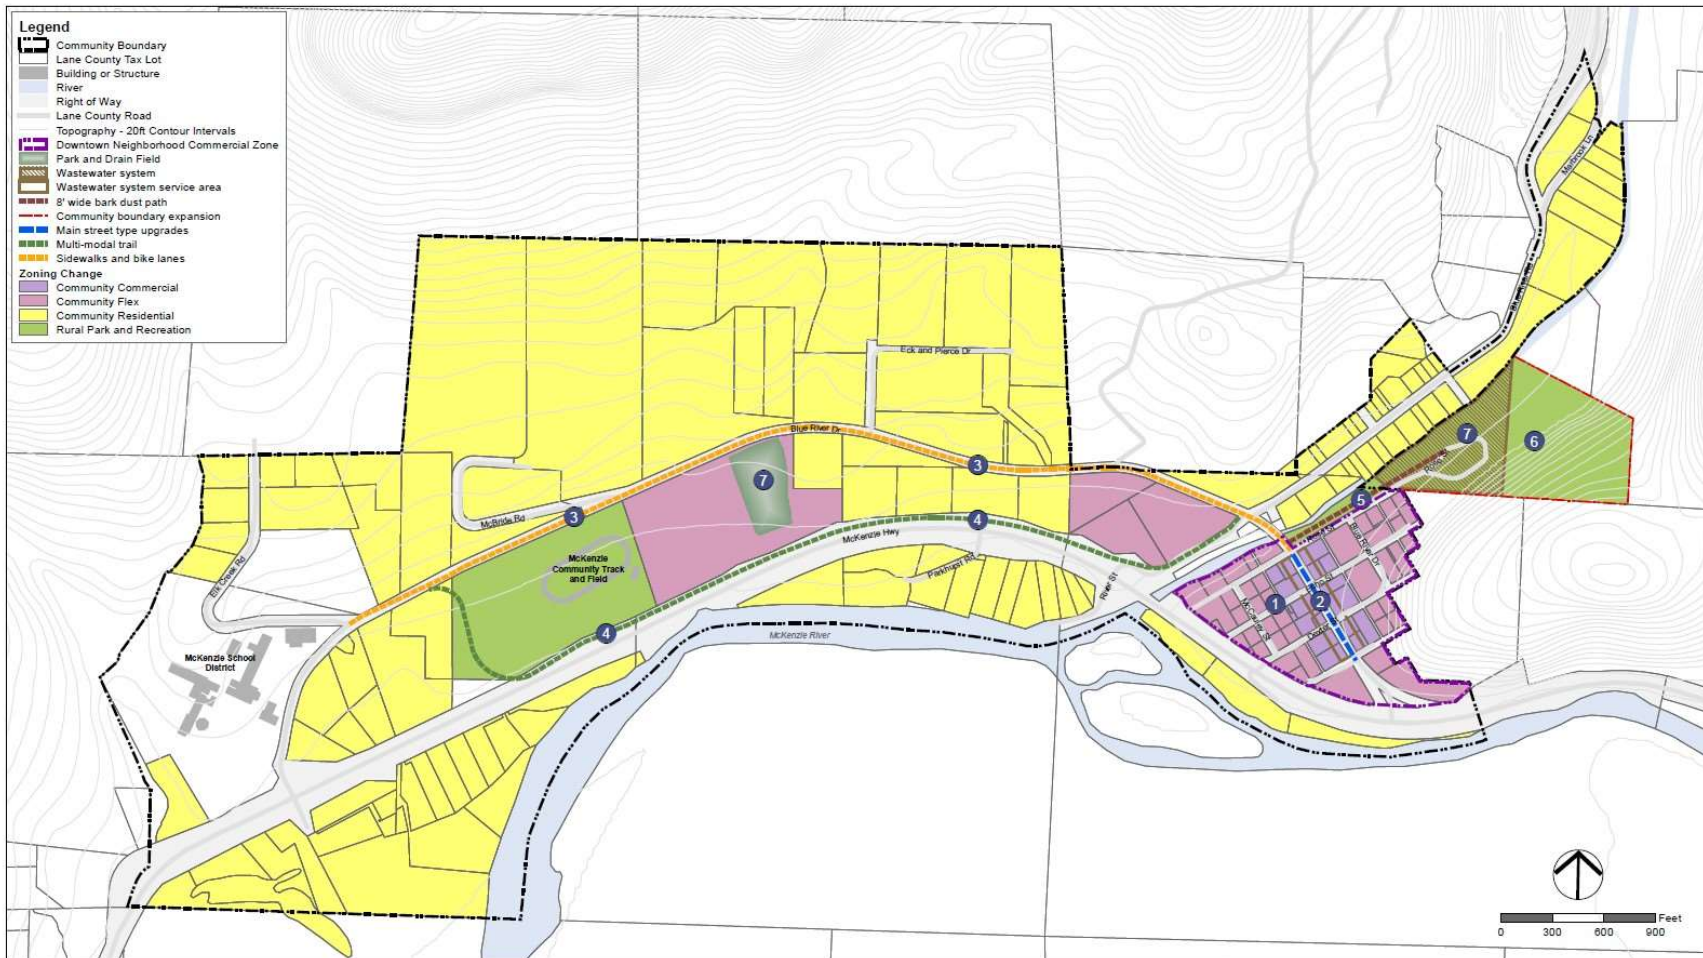 Legend
Community Boundary
Lane County Tax Lot
Building or Structure
River
Right of Way
Lane County Road
Topography - 20ft Contour Intervals
Downtown Neighborhood Commercial Zone
Park and Drain Field
Wastewater system
Wastewater system service area
8' wide bark dust path
Community boundary expansion
Main street type upgrades
Multi-modal trail
Sidewalks and bike lanes
Zoning Change
Community Commercial
Community Flex
Community Residential
Rural Park and Recreation
Marbrook Ln
Eck and Pierce Dr
Blue River Dr
7
6
3
7
5
McBride Rd
3
4
McKenzie Hwy
Blue River Dr
McKenzie
Community Track
and Field
Elk Creek Rd
Parkhurst Rd
River St
1
2
McCauley St
4
McKenzie River
McKenzie School
District
Feet
0
300
600
900